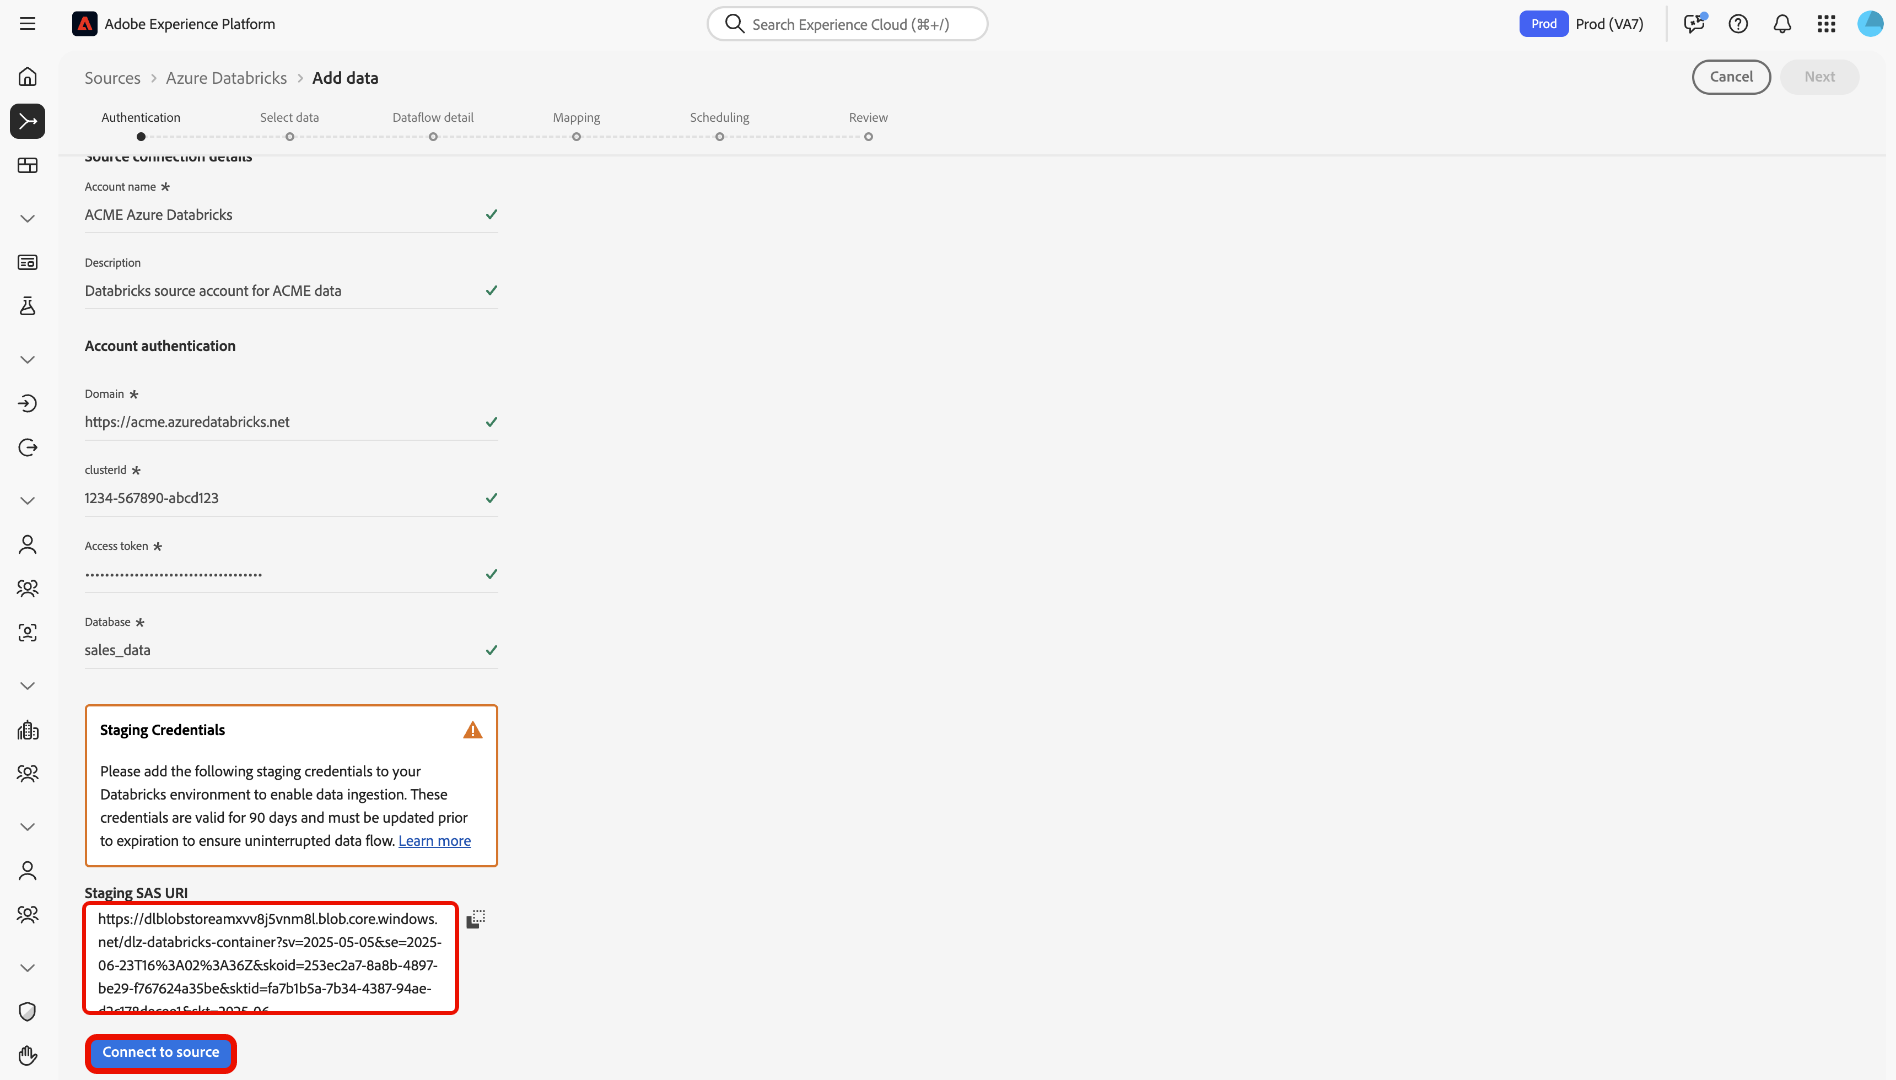 Adobe Experience Platform
Search Experience Cloud (⌘+/)
Prod
Prod (VA7)
Sources > Azure Databricks > Add data
Cancel
Next
Authentication
Select data
Dataflow detail
Mapping
Scheduling
Review
Source connection details
Account name *
ACME Azure Databricks
Description
Databricks source account for ACME data
Account authentication
Domain *
https://acme.azuredatabricks.net
clusterId *
1234-567890-abcd123
Access token *
Database *
sales_data
Staging Credentials
Please add the following staging credentials to your
Databricks environment to enable data ingestion. These
credentials are valid for 90 days and must be updated prior
to expiration to ensure uninterrupted data flow. Learn more
Staging SAS URI
https://dlblobstoreamxvv8j5vnm8l.blob.core.windows.
net/dlz-databricks-container?sv=2025-05-05&se=2025-
06-23T16%3A02%3A36Z&skoid=253ec2a7-8a8b-4897-
be29-f767624a35be&sktid=fa7b1b5a-7b34-4387-94ae-
Connect to source